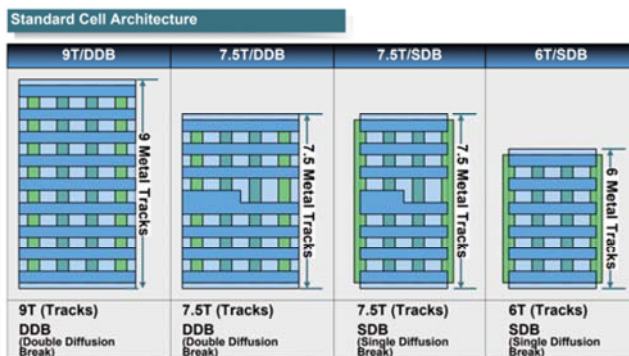 Standard Cell Architecture
9T/DDB
7.5T/DDB
7.5T/SDB
6T/SDB
9 Metal Tracks
7.5 Metal Tracks
7.5 Metal Tracks
6 Metal Tracks
9T (Tracks)
DDB
(Double Diffusion
Break)
7.5T (Tracks)
DDB
(Double Diffusion
Break)
7.5T (Tracks)
SDB
(Single Diffusion
Break)
6T (Tracks)
SDB
(Single Diffusion
Break)